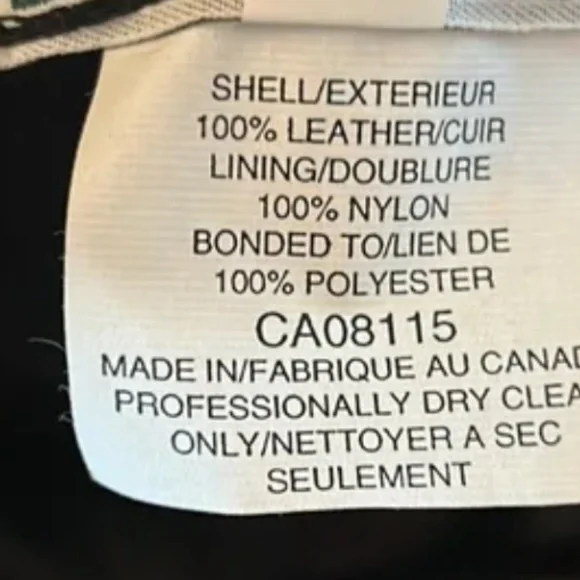 SHELL/EXTERIEUR
100% LEATHER/CUIR
LINING/DOUBLURE
100% NYLON
BONDED TO/LIEN DE
100% POLYESTER
CA08115
MADE IN/FABRIQUE AU CANAD
PROFESSIONALLY DRY CLEA
ONLY/NETTOYER A SEC
SEULEMENT